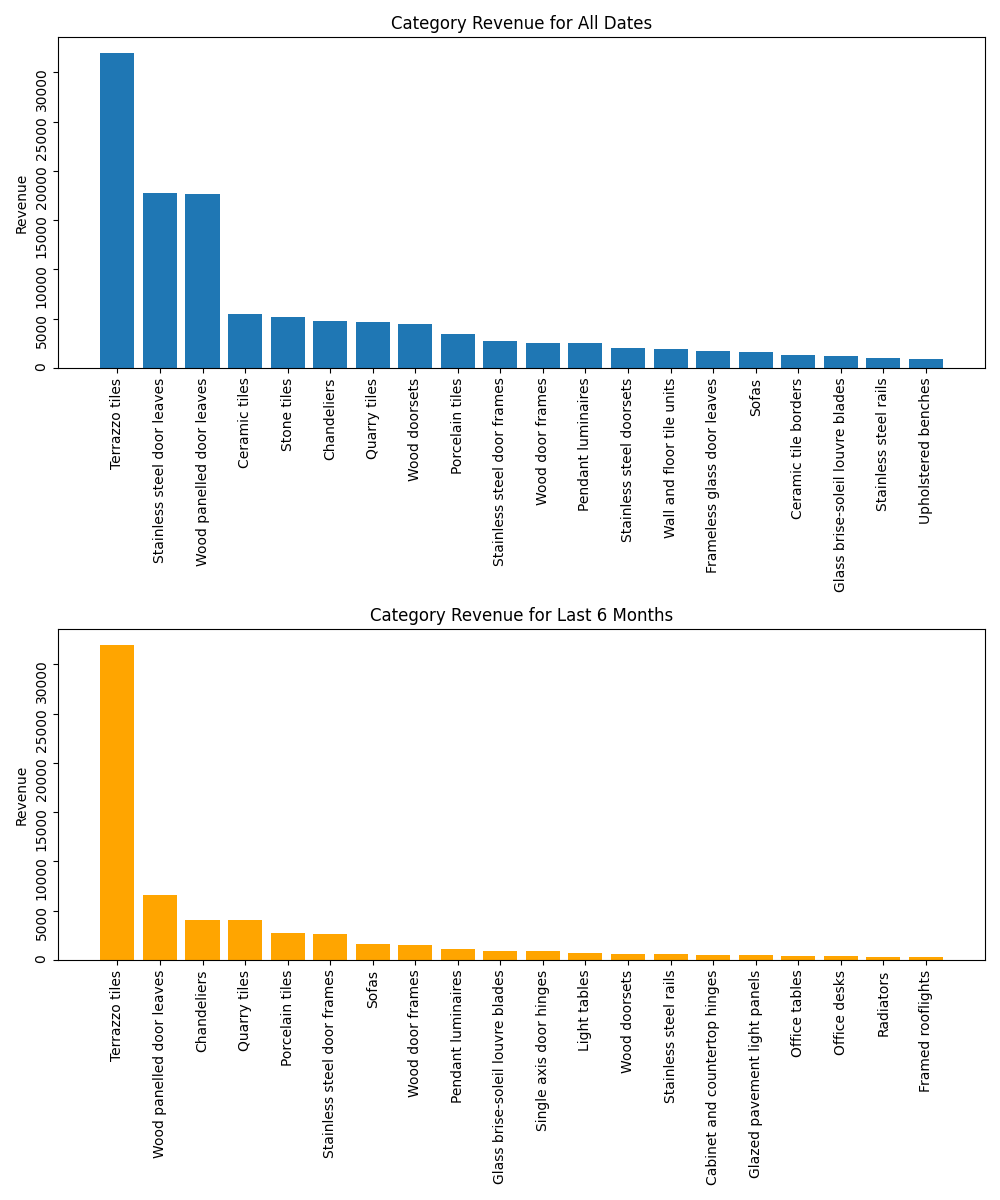 Category Revenue for All Dates
Revenue
30000
25000
20000
15000
10000
5000
0
Terrazzo tiles
Stainless steel door leaves
Wood panelled door leaves
Ceramic tiles
Stone tiles
Chandeliers
Quarry tiles
Wood doorsets
Porcelain tiles
Stainless steel door frames
Wood door frames
Pendant luminaires
Stainless steel doorsets
Wall and floor tile units
Frameless glass door leaves
Sofas
Ceramic tile borders
Glass brise-soleil louvre blades
Stainless steel rails
Upholstered benches
Category Revenue for Last 6 Months
Revenue
30000
25000
20000
15000
10000
5000
0
Terrazzo tiles
Wood panelled door leaves
Chandeliers
Quarry tiles
Porcelain tiles
Stainless steel door frames
Sofas
Wood door frames
Pendant luminaires
Glass brise-soleil louvre blades
Single axis door hinges
Light tables
Wood doorsets
Stainless steel rails
Cabinet and countertop hinges
Glazed pavement light panels
Office tables
Office desks
Radiators
Framed rooflights